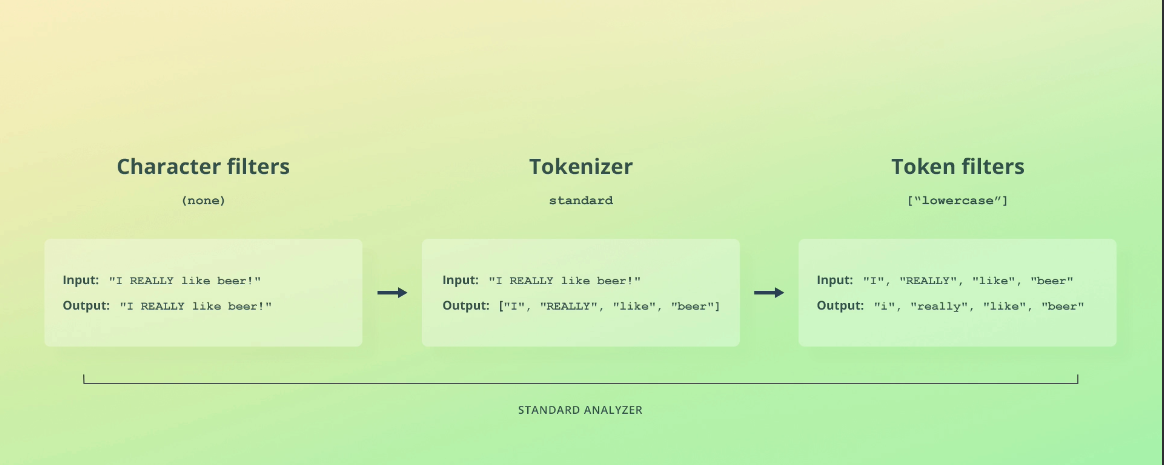 Character filters
(none)
Input: "I REALLY like beer!"
Output: "I REALLY like beer!"
Tokenizer
standard
Input: "I REALLY like beer!"
Output: ["I", "REALLY", "like", "beer"]
Token filters
[“lowercase”]
Input: "I", "REALLY", "like", "beer"
Output: "i", "really", "like", "beer"
STANDARD ANALYZER